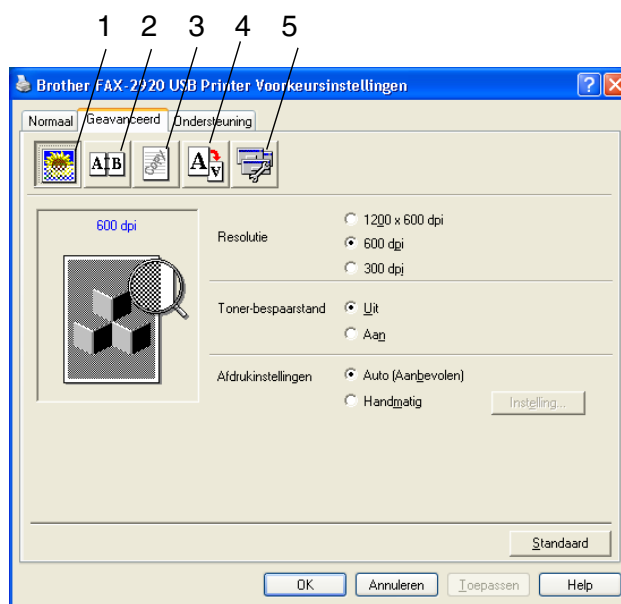 1 2 3 4 5
Brother FAX-2920 USB Printer Voorkeursinstellingen
Normaal Geavanceerd Ondersteuning
A B
A A
600 dpi
Resolutie
1200 x 600 dpi
600 dpi
300 dpi
Toner-bespaarstand
Uit
Aan
Afdrukinstellingen
Auto (Aanbevolen)
Handmatig
Instelling...
Standaard
OK Annuleren Toepassen Help